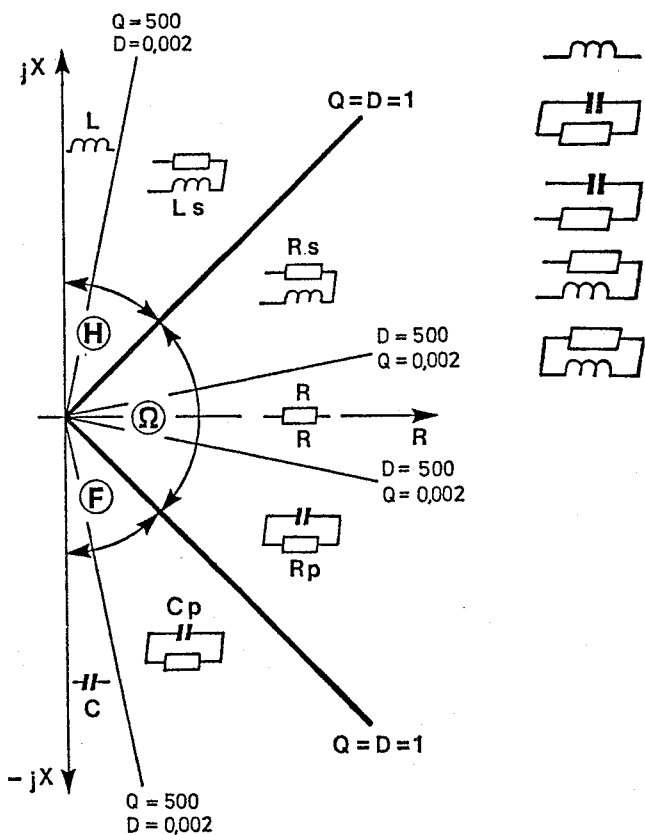 Q = 500
D = 0,002
jX
Q = D = 1
L
Ls
R.s
H
D = 500
Q = 0,002
Ω
R
R
R
D = 500
Q = 0,002
F
Rp
Cp
C
Q = D = 1
- jX
Q = 500
D = 0,002